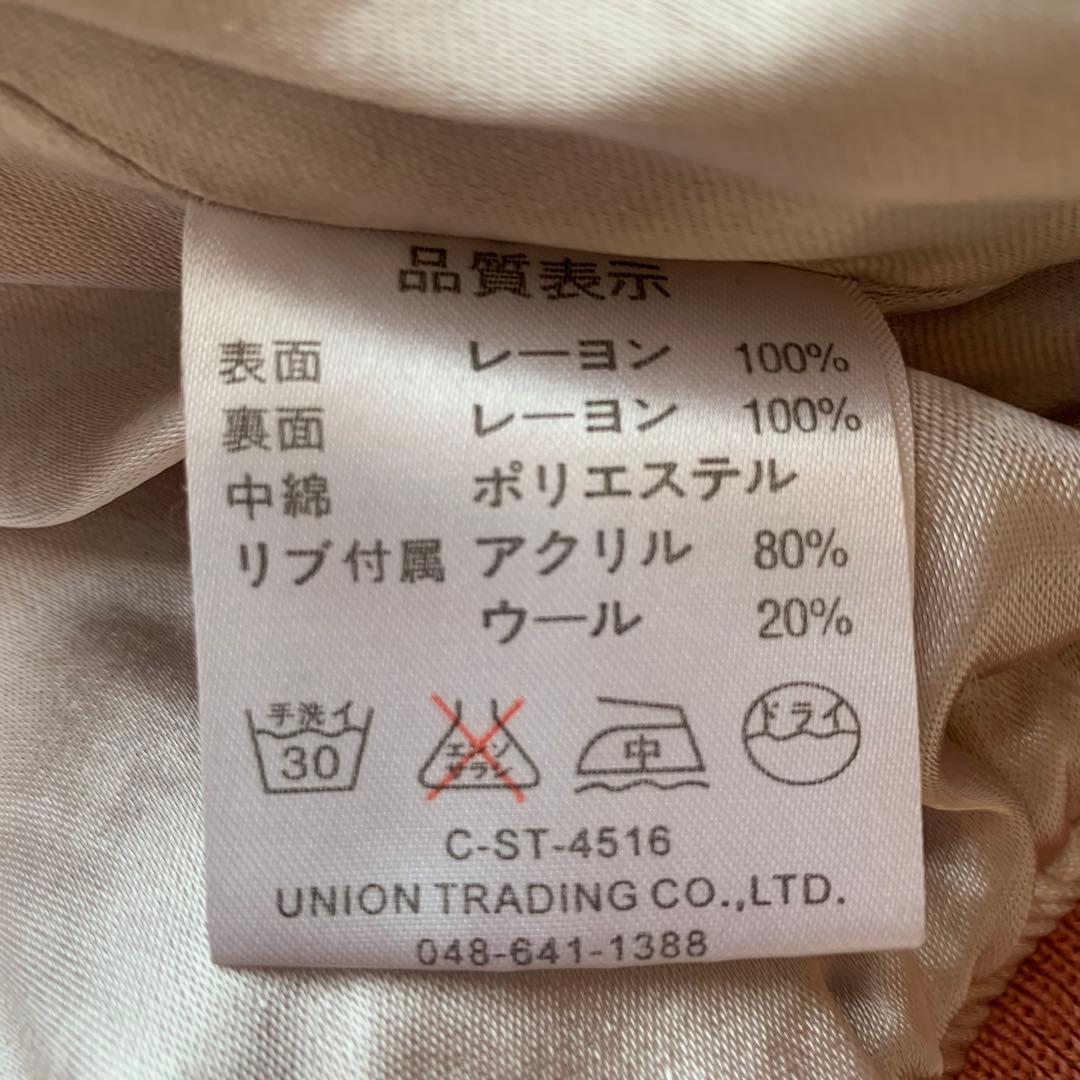 品質表示
表面 レーヨン 100%
裏面 レーヨン 100%
中綿 ポリエステル
リブ付属 アクリル 80%
ウール 20%
手洗イ 30
エンソ サラシ
中
ドライ
C-ST-4516
UNION TRADING CO.,LTD.
048-641-1388